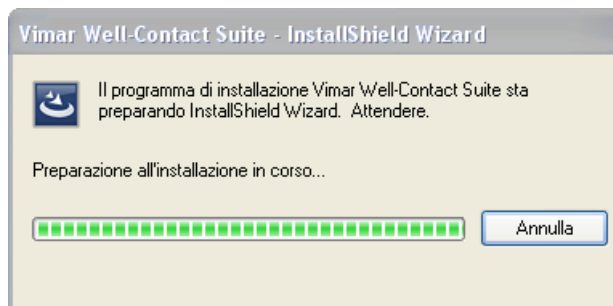 Vimar Well-Contact Suite - InstallShield Wizard
Il programma di installazione Vimar Well-Contact Suite sta
preparando InstallShield Wizard. Attendere.
Preparazione all'installazione in corso...
Annulla